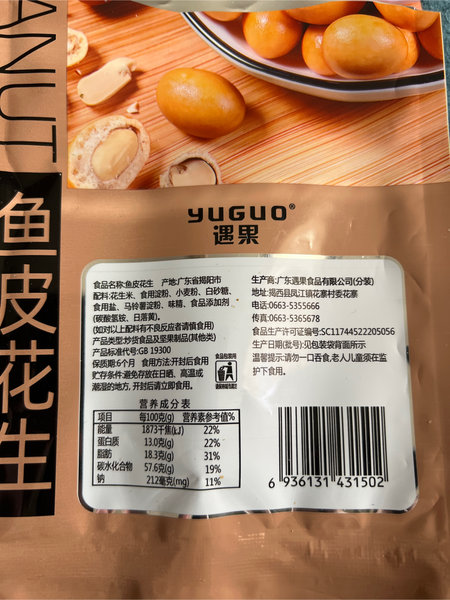 ANUT
鱼皮花生
YUGUO®
遇果
食品名称:鱼皮花生 产地:广东省揭阳市
配料:花生米、食用淀粉、小麦粉、白砂糖、
食用盐、马铃薯淀粉、味精、食品添加剂
(碳酸氢铵、日落黄)。
(如对以上配料有不良反应者请慎食用)
产品类型:炒货食品及坚果制品(其他类)
产品标准代号:GB 19300
保质期:6个月 食用方法:开封后食用
贮存条件:避免存放在日晒、高温或
潮湿的地方,开封后请立即食用。
食品包装用
营养成分表
项目 每100克(g) 营养素参考值%
能量 1873千焦(kJ) 22%
蛋白质 13.0克(g) 22%
脂肪 18.3克(g) 31%
碳水化合物 57.6克(g) 19%
钠 212毫克(mg) 11%
生产商:广东遇果食品有限公司(分装)
地址:揭西县凤江镇花寨村委花寨
电话:0663-5355666
传真:0663-5355678
食品生产许可证编号:SC11744522205056
生产日期(批号):见包装袋背面所示
温馨提示:请勿一口吞食,老人儿童须在监
护下食用。
6 936131 431502